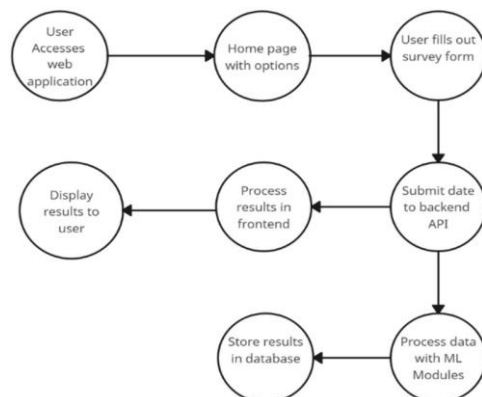 User
Accesses
web
application
Home page
with options
User fills out
survey form
Display
results to
user
Process
results in
frontend
Submit date
to backend
API
Store results
in database
Process data
with ML
Modules